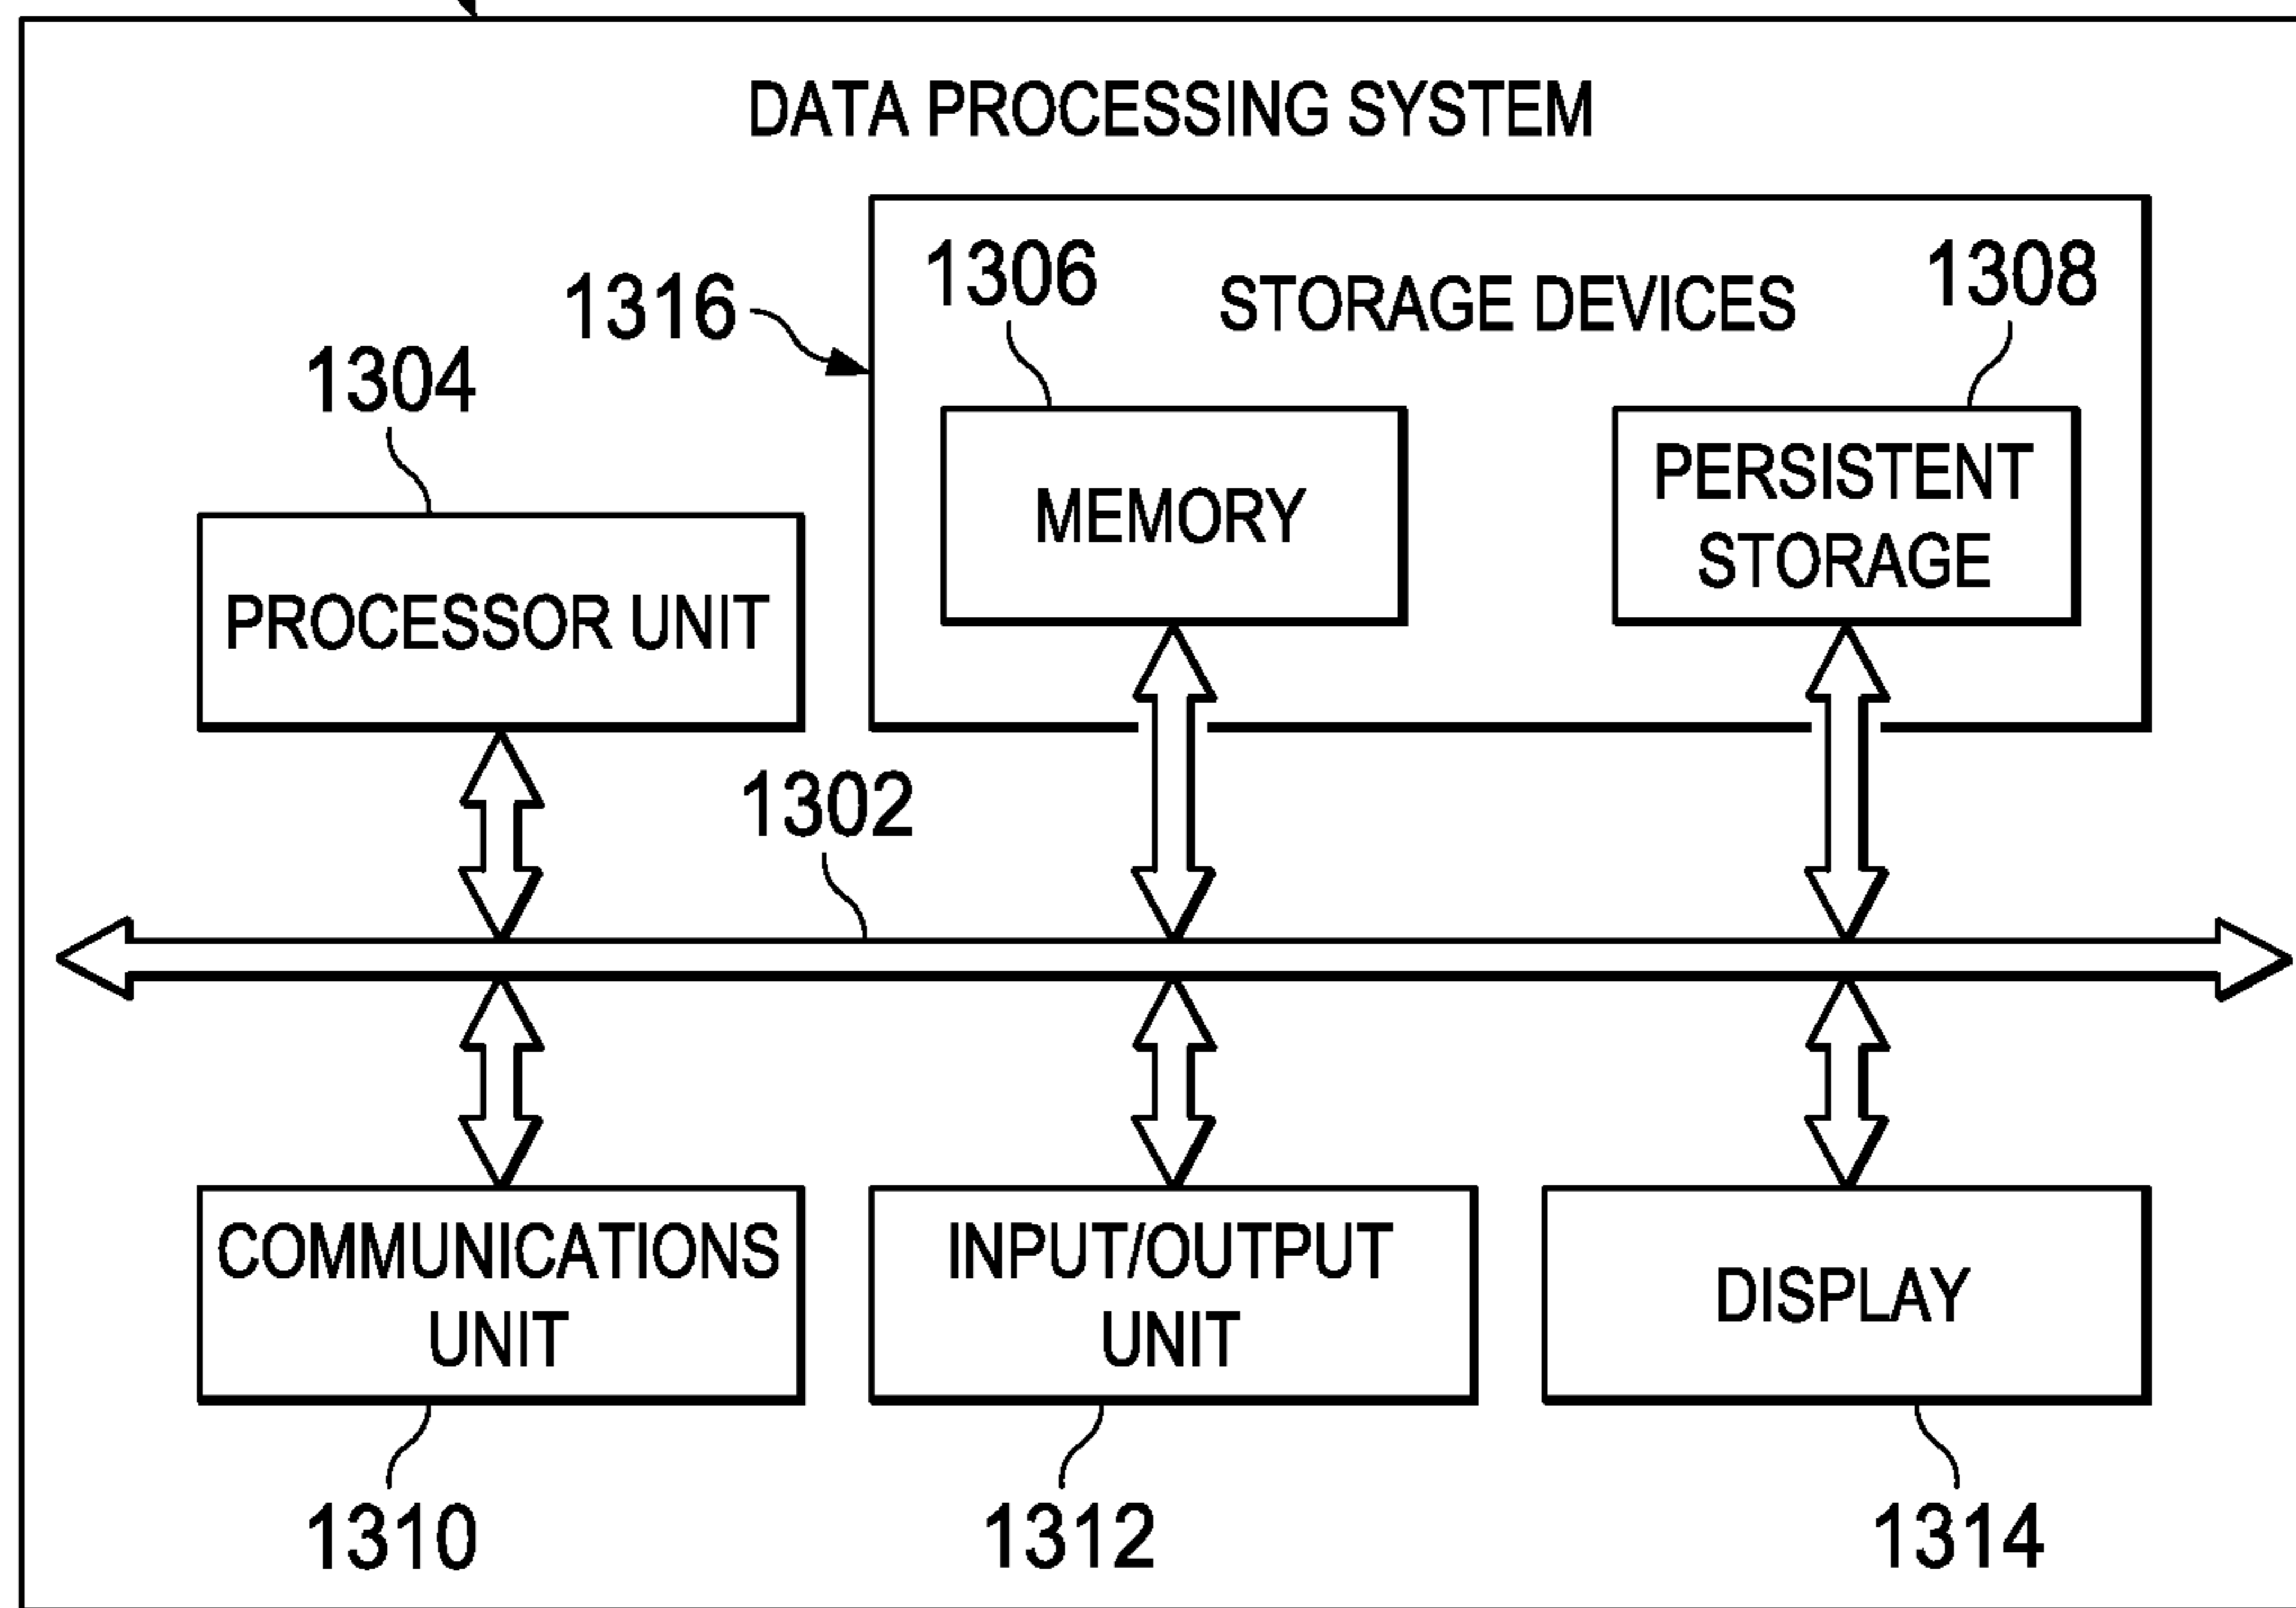 DATA PROCESSING SYSTEM
1306
STORAGE DEVICES
1308
1316
1304
MEMORY
PERSISTENT
STORAGE
PROCESSOR UNIT
1302
COMMUNICATIONS
UNIT
INPUT/OUTPUT
UNIT
DISPLAY
1310
1312
1314